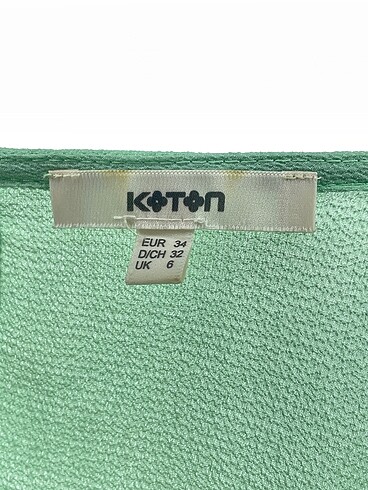 KOTON
EUR 34
D/CH 32
UK 6